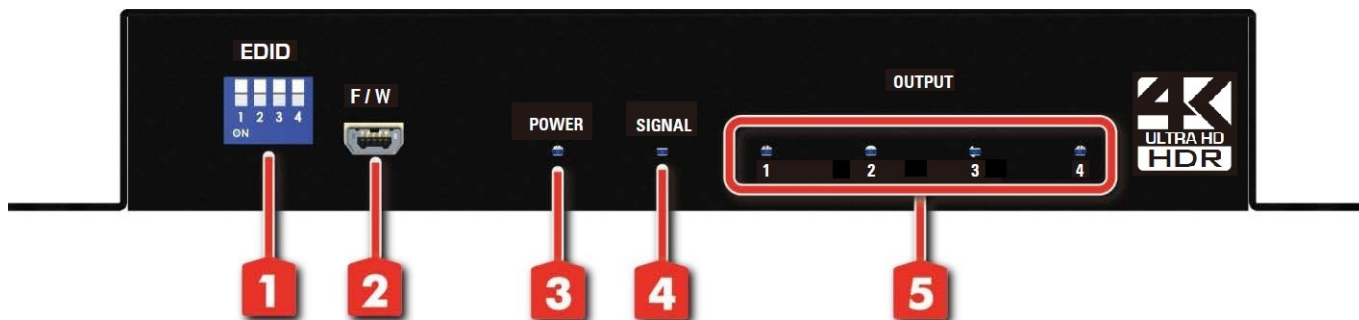 EDID
1 2 3 4
ON
F / W
POWER
SIGNAL
OUTPUT
1 2 3 4
4K
ULTRA HD
HDR
1
2
3
4
5